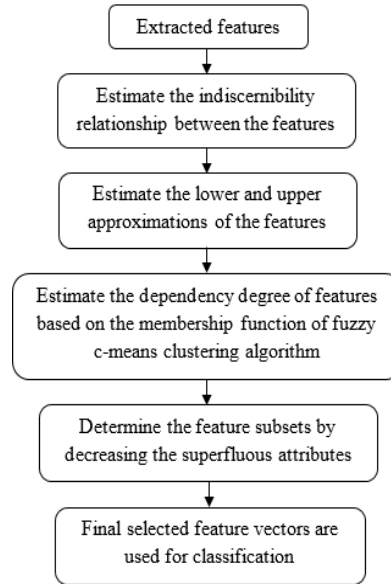 Extracted features
Estimate the indiscernibility
relationship between the features
Estimate the lower and upper
approximations of the features
Estimate the dependency degree of features
based on the membership function of fuzzy
c-means clustering algorithm
Determine the feature subsets by
decreasing the superfluous attributes
Final selected feature vectors are
used for classification